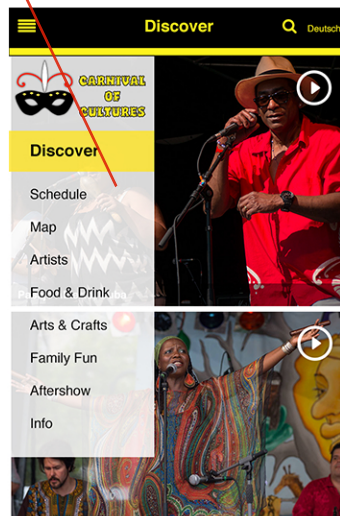 Discover
Deutsch
CARNIVAL
OF
CULTURES
Discover
Schedule
Map
Artists
Food & Drink
Arts & Crafts
Family Fun
Aftershow
Info